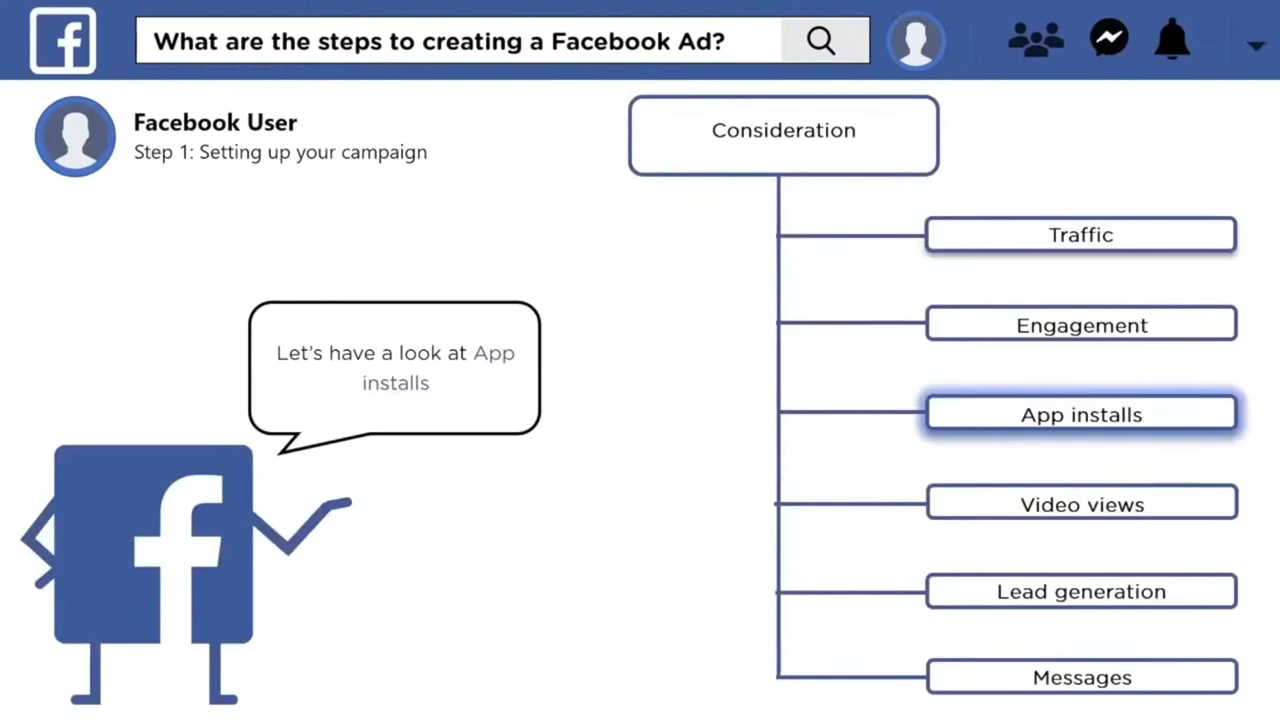 What are the steps to creating a Facebook Ad?
Facebook User
Step 1: Setting up your campaign
Consideration
Traffic
Engagement
Let's have a look at App
installs
App installs
Video views
Lead generation
Messages